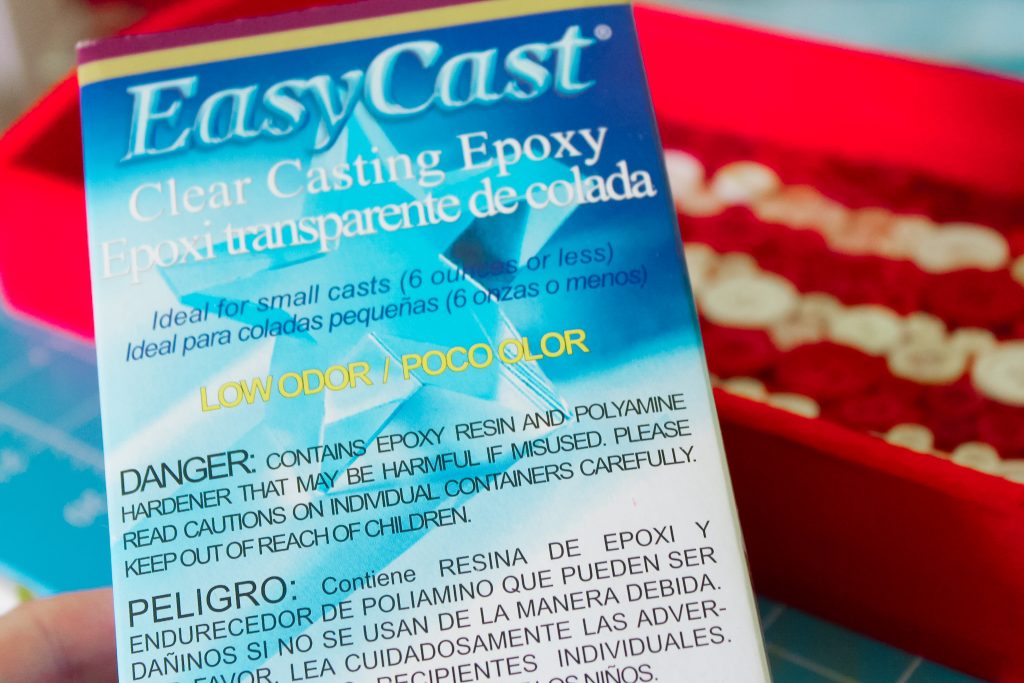 EasyCast®
Clear Casting Epoxy
Epoxi transparente de colada
Ideal for small casts (6 ounces or less)
Ideal para coladas pequeñas (6 onzas o menos)
LOW ODOR / POCO OLOR
DANGER: CONTAINS EPOXY RESIN AND POLYAMINE
HARDENER THAT MAY BE HARMFUL IF MISUSED. PLEASE
READ CAUTIONS ON INDIVIDUAL CONTAINERS CAREFULLY.
KEEP OUT OF REACH OF CHILDREN.
PELIGRO: Contiene RESINA DE EPOXI Y
ENDURECEDOR DE POLIAMINO QUE PUEDEN SER
DAÑINOS SI NO SE USAN DE LA MANERA DEBIDA.
FAVOR, LEA CUIDADOSAMENTE LAS ADVER-
RECIPIENTES INDIVIDUALES.
LOS NIÑOS.